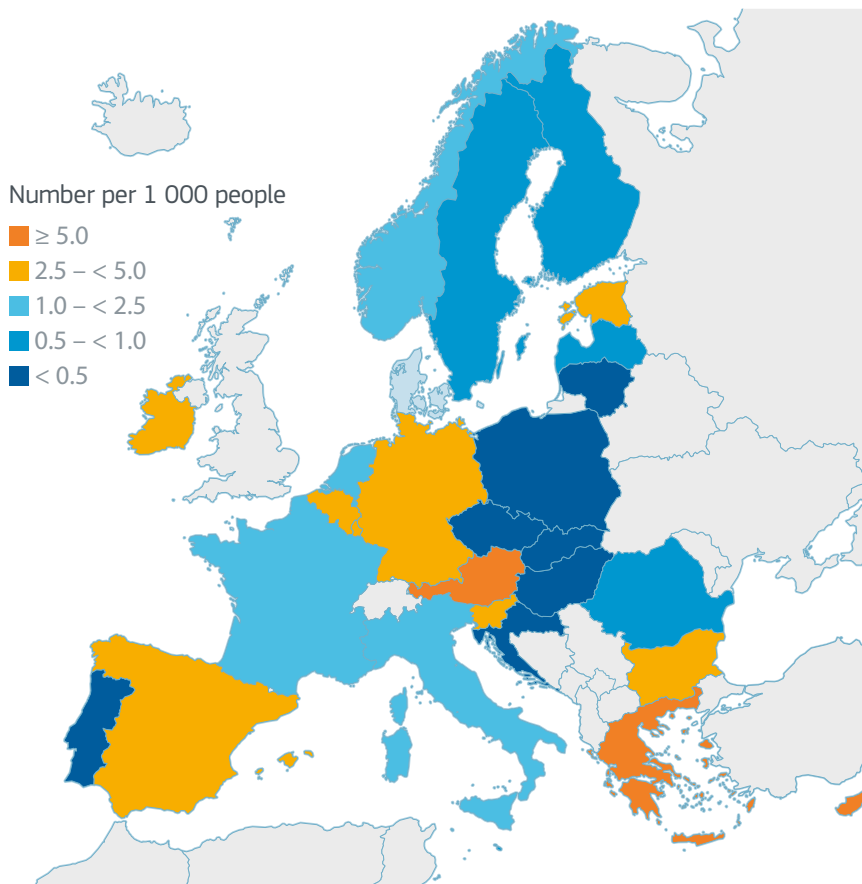 Number per 1 000 people
≥ 5.0
2.5 – < 5.0
1.0 – < 2.5
0.5 – < 1.0
< 0.5